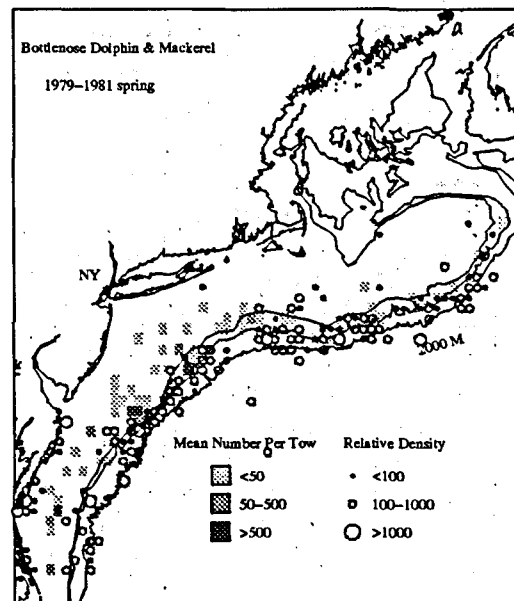 Bottlenose Dolphin & Mackerel
1979–1981 spring
NY
2000 M
Mean Number Per Tow
<50
50–500
>500
Relative Density
<100
100–1000
>1000